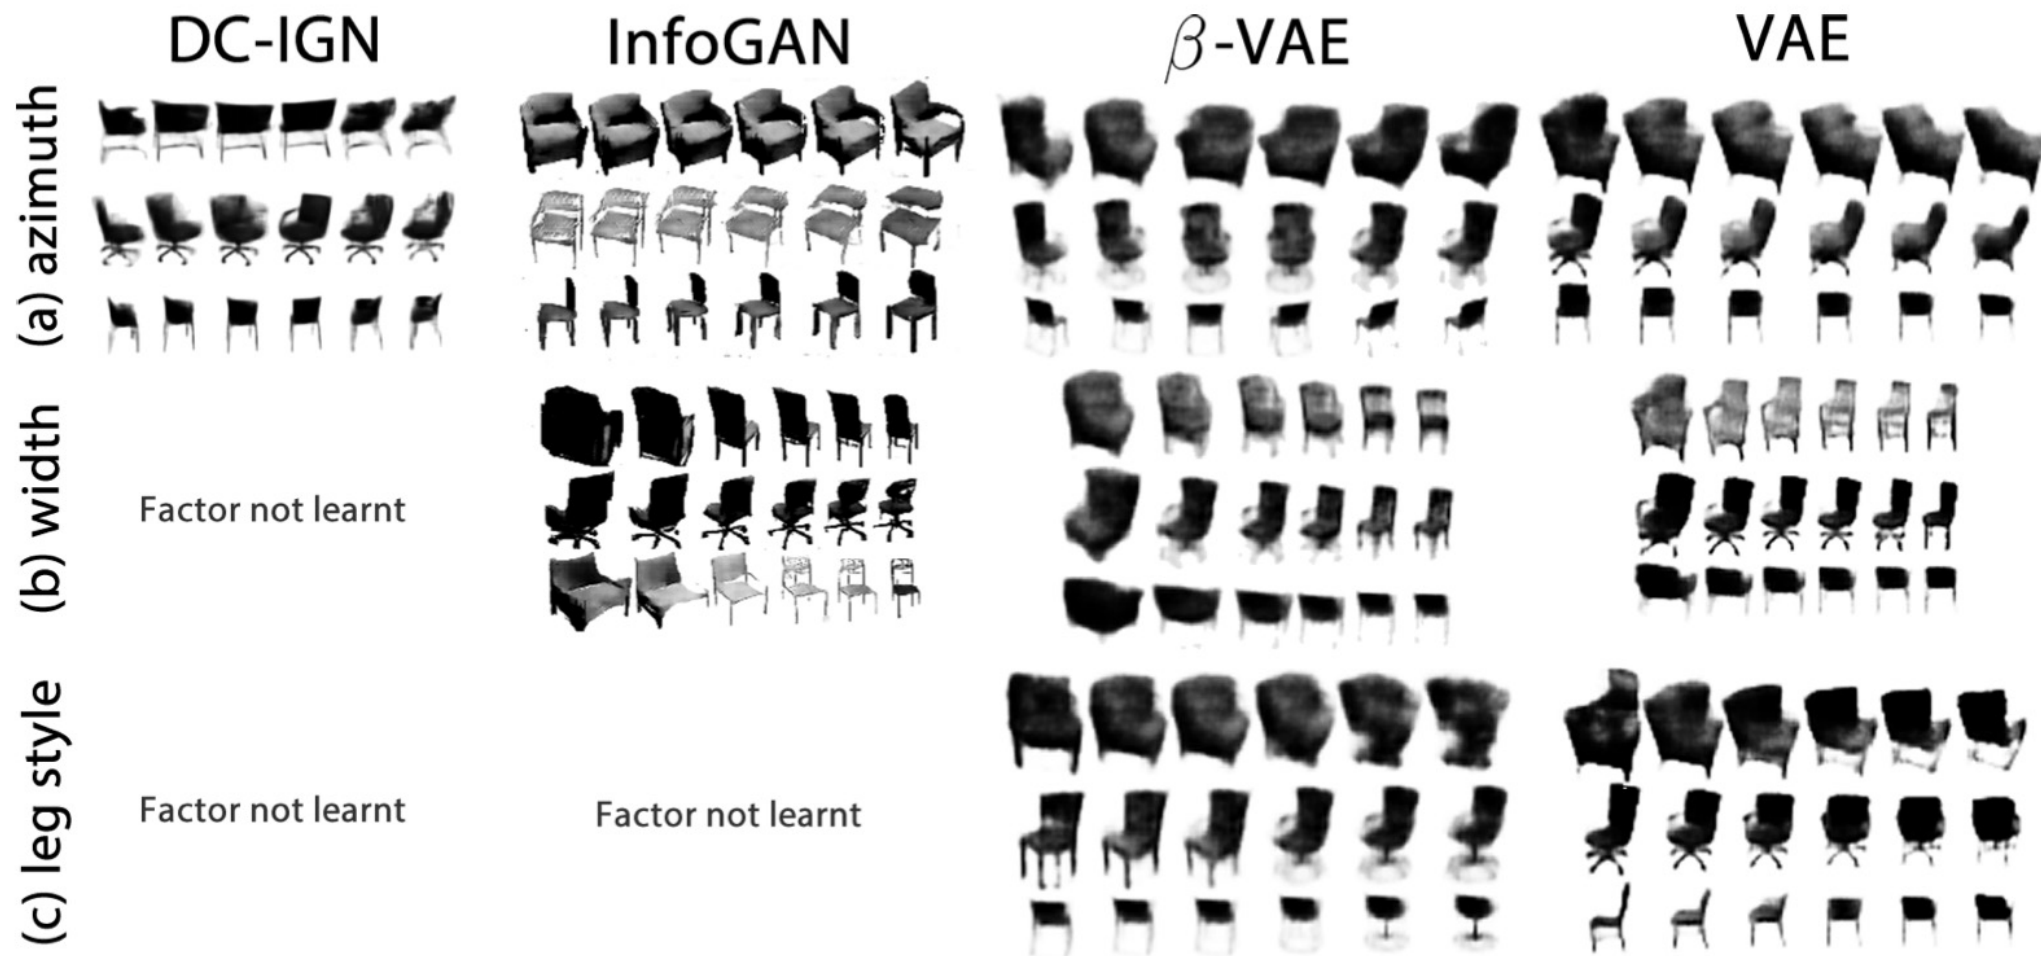 DC-IGN InfoGAN β-VAE VAE
(a) azimuth
(b) width
Factor not learnt
(c) leg style
Factor not learnt Factor not learnt